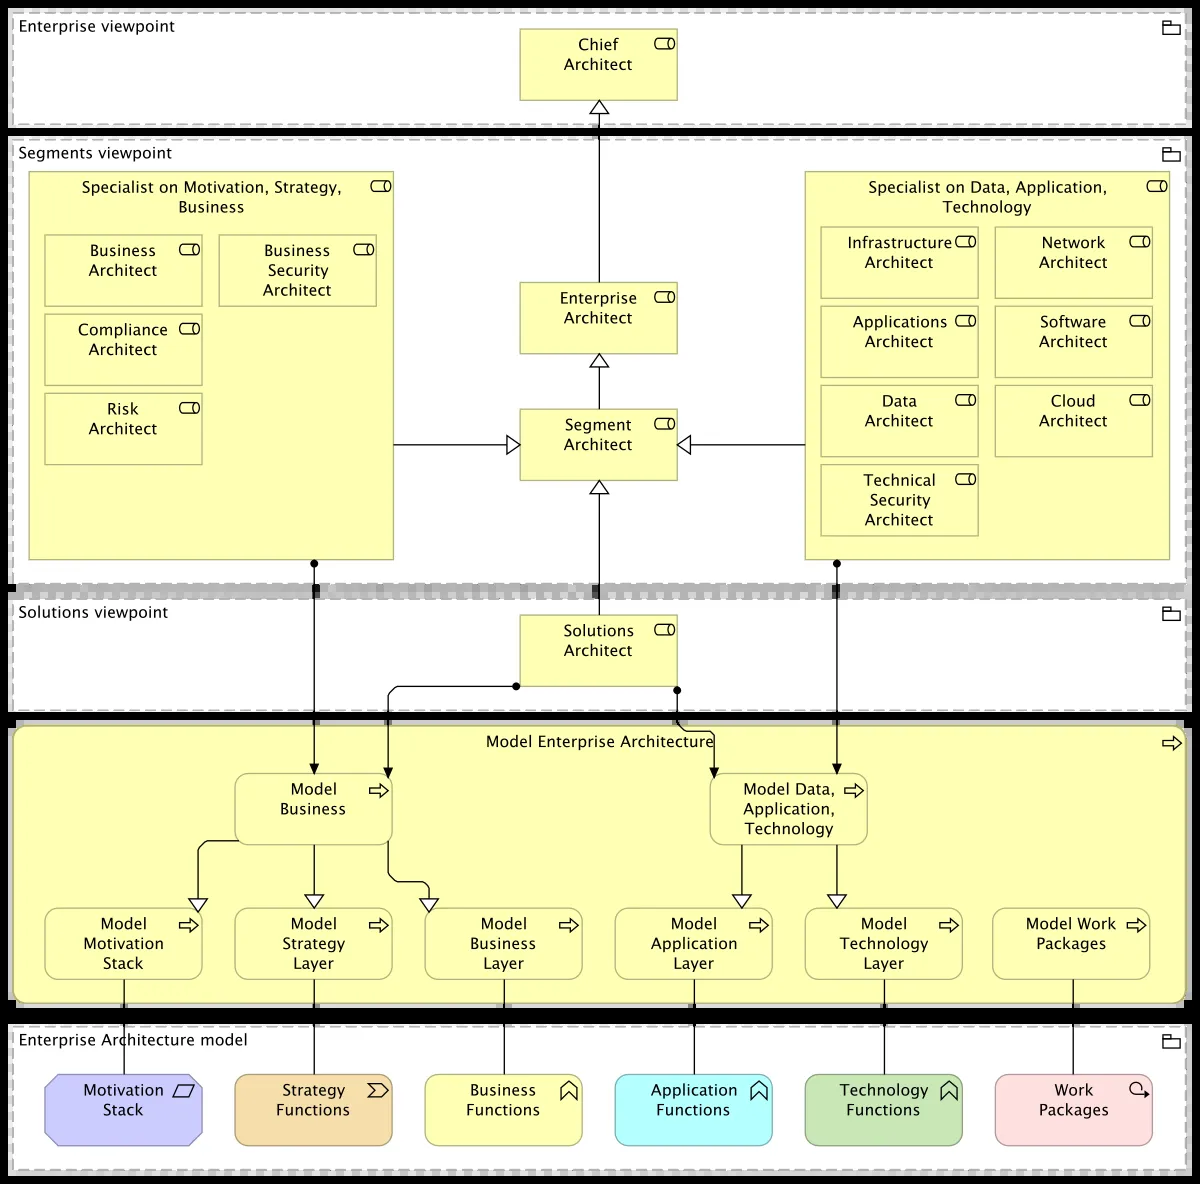 Enterprise viewpoint
Chief
Architect
Segments viewpoint
Specialist on Motivation, Strategy,
Business
Business
Architect
Business
Security
Architect
Compliance
Architect
Risk
Architect
Enterprise
Architect
Segment
Architect
Specialist on Data, Application,
Technology
Infrastructure
Architect
Network
Architect
Applications
Architect
Software
Architect
Data
Architect
Cloud
Architect
Technical
Security
Architect
Solutions viewpoint
Solutions
Architect
Model Enterprise Architecture
Model
Business
Model Data,
Application,
Technology
Model
Motivation
Stack
Model
Strategy
Layer
Model
Business
Layer
Model
Application
Layer
Model
Technology
Layer
Model Work
Packages
Enterprise Architecture model
Motivation
Stack
Strategy
Functions
Business
Functions
Application
Functions
Technology
Functions
Work
Packages